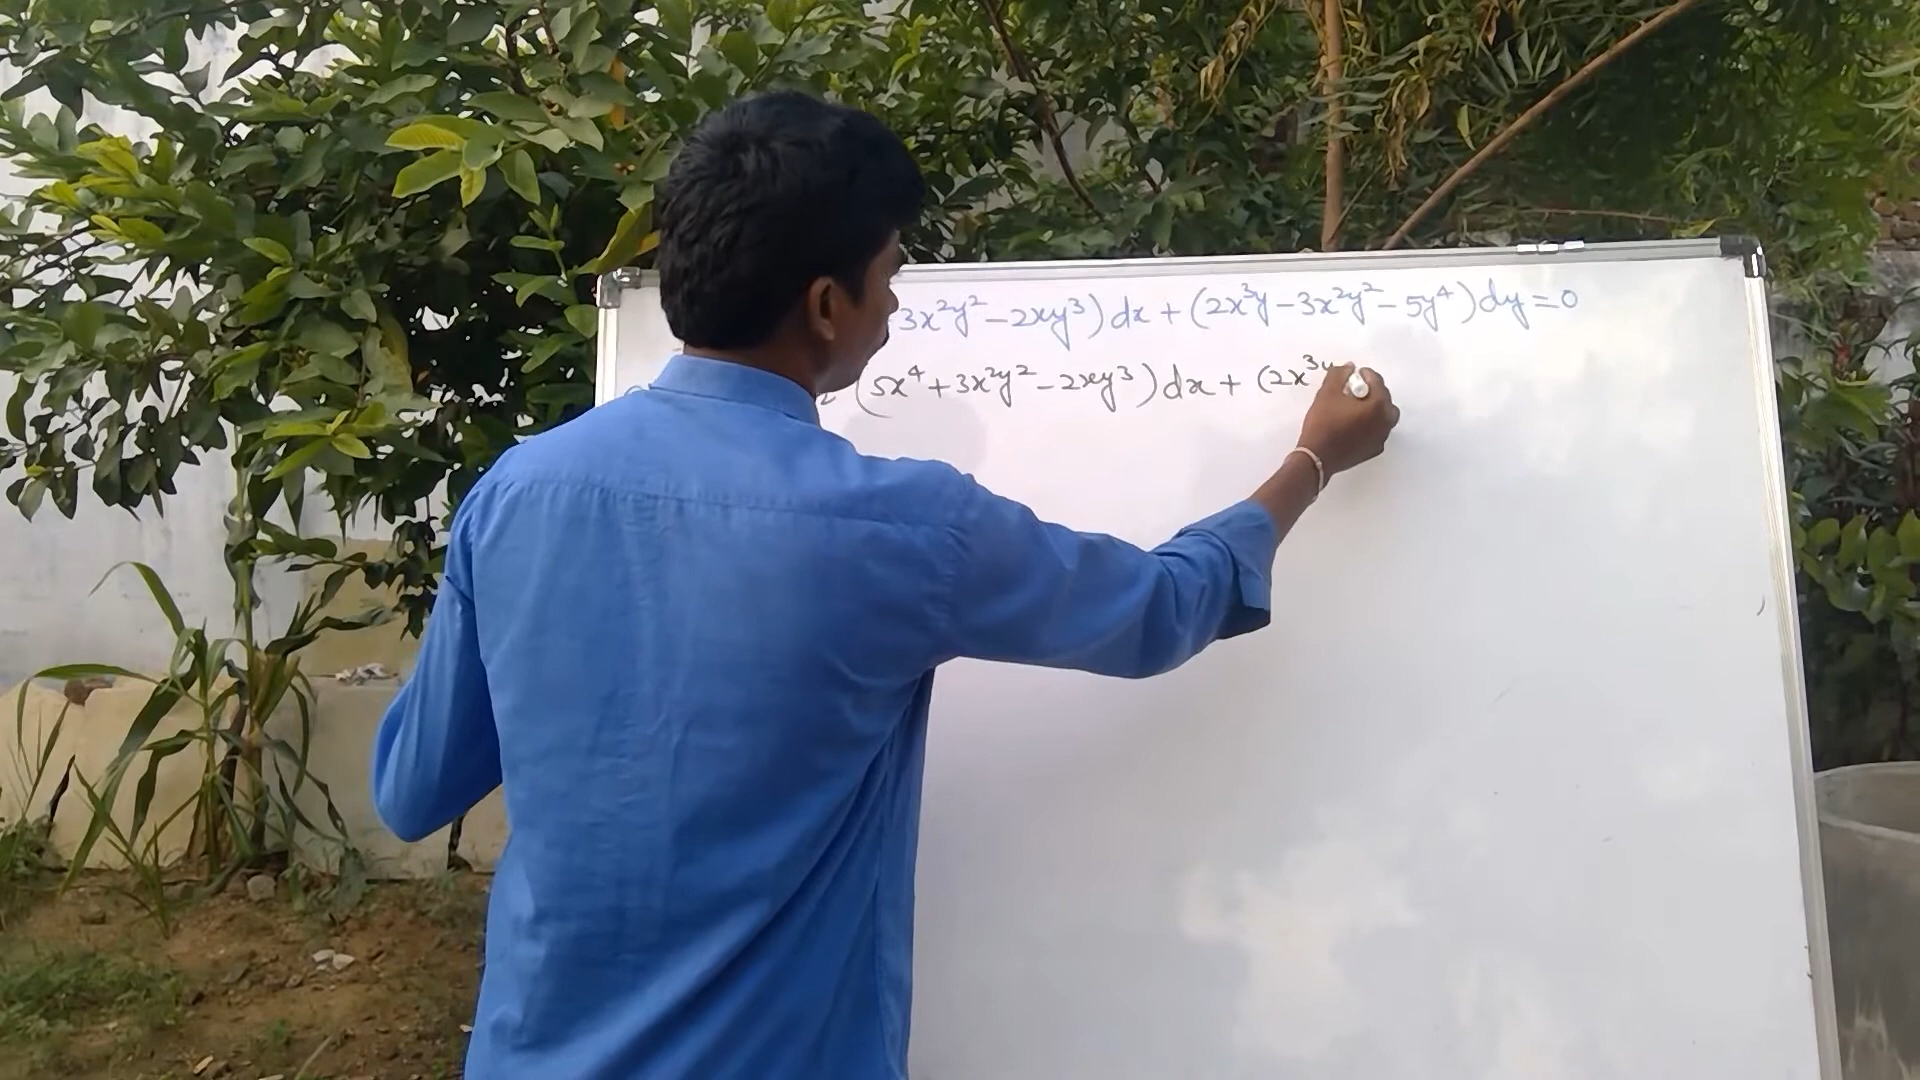 3x²y² - 2xy³) dx + (2x³y - 3x²y² - 5y⁴) dy = 0
(5x⁴ + 3x²y² - 2xy³) dx + (2x³y